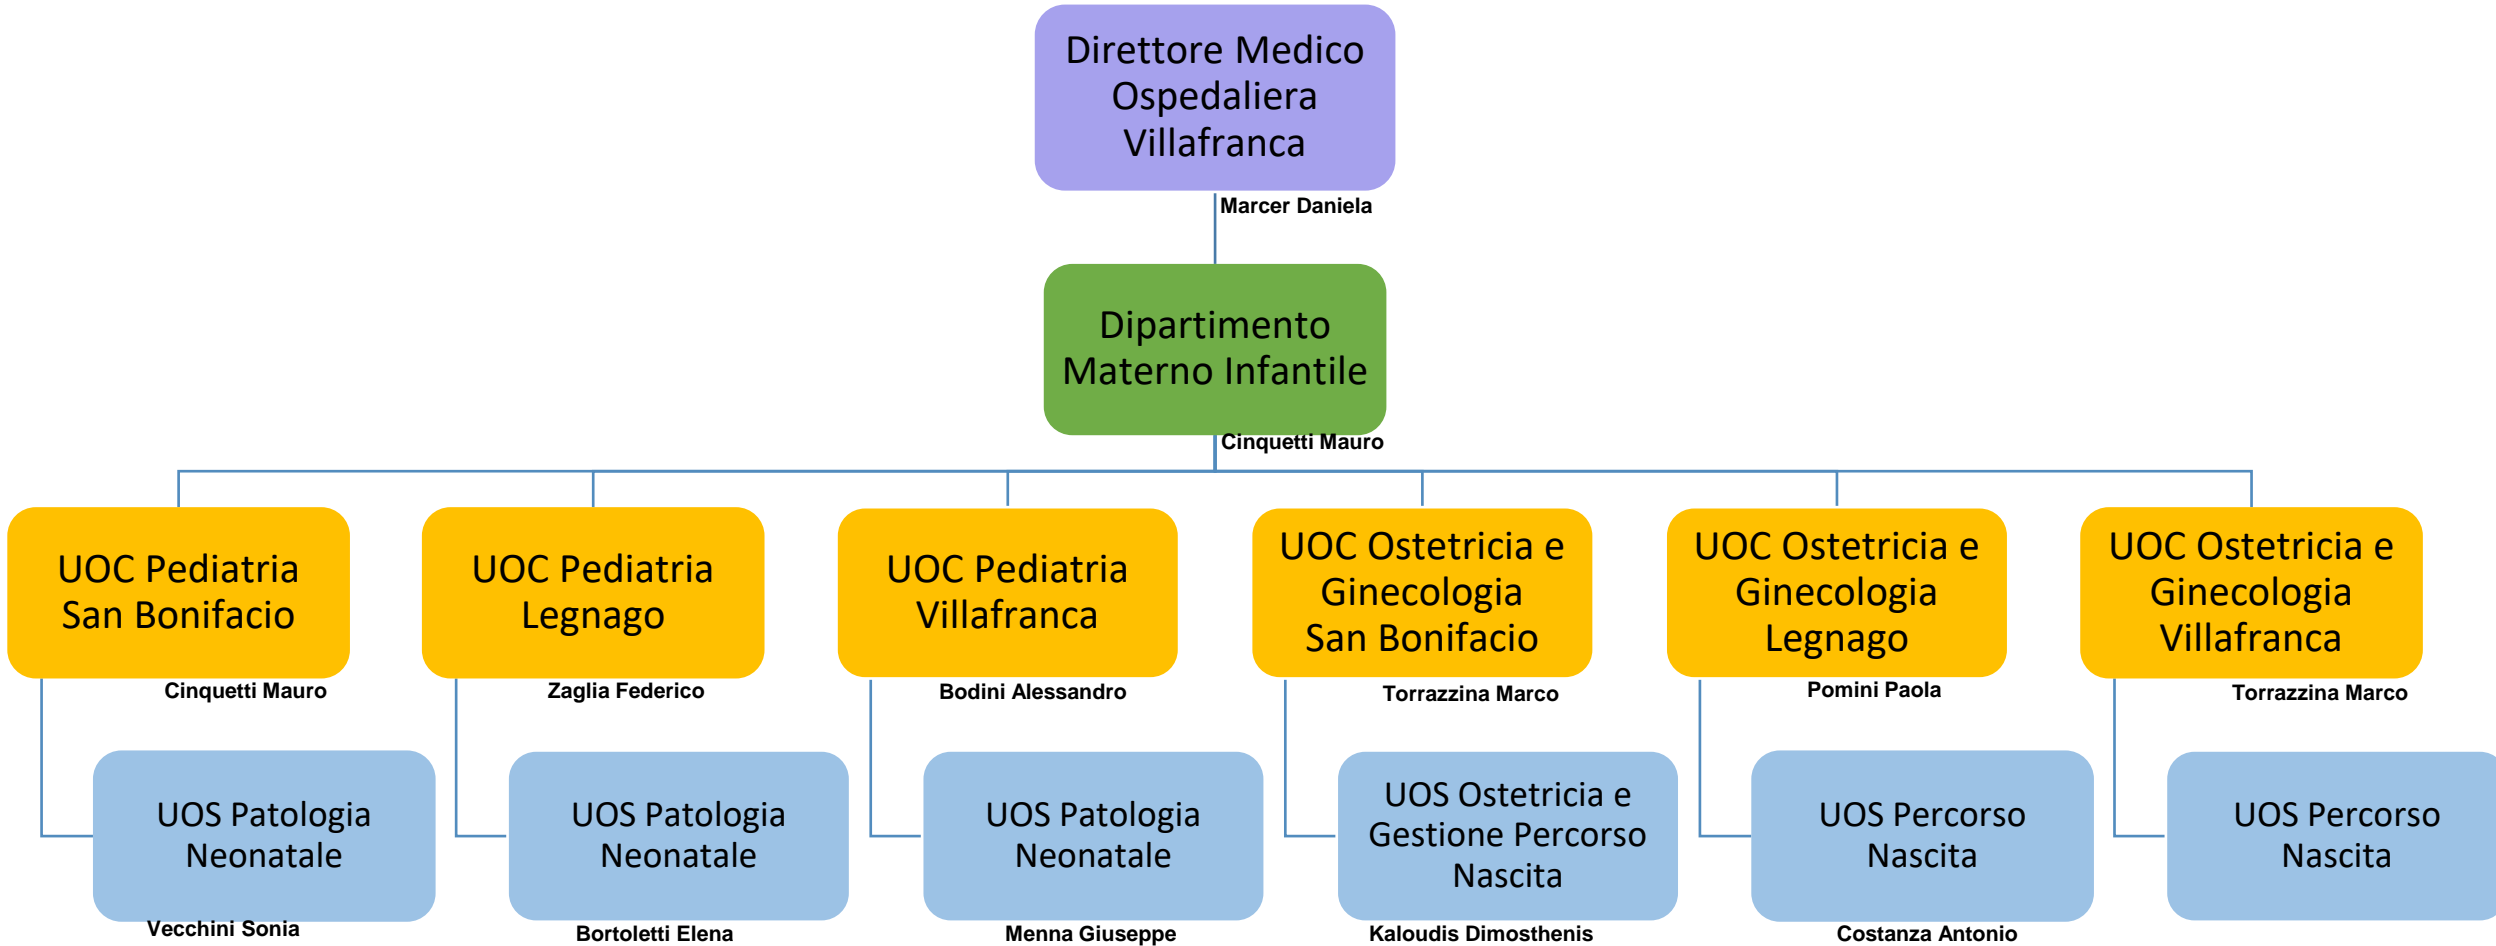 Direttore Medico
Ospedaliera
Villafranca
Marcer Daniela
Dipartimento
Materno Infantile
Cinquetti Mauro
UOC Pediatria
San Bonifacio
Cinquetti Mauro
UOC Pediatria
Legnago
Zaglia Federico
UOC Pediatria
Villafranca
Bodini Alessandro
UOC Ostetricia e
Ginecologia
San Bonifacio
Torrazzina Marco
UOC Ostetricia e
Ginecologia
Legnago
Pomini Paola
UOC Ostetricia e
Ginecologia
Villafranca
Torrazzina Marco
UOS Patologia
Neonatale
Vecchini Sonia
UOS Patologia
Neonatale
Bortoletti Elena
UOS Patologia
Neonatale
Menna Giuseppe
UOS Ostetricia e
Gestione Percorso
Nascita
Kaloudis Dimosthenis
UOS Percorso
Nascita
Costanza Antonio
UOS Percorso
Nascita